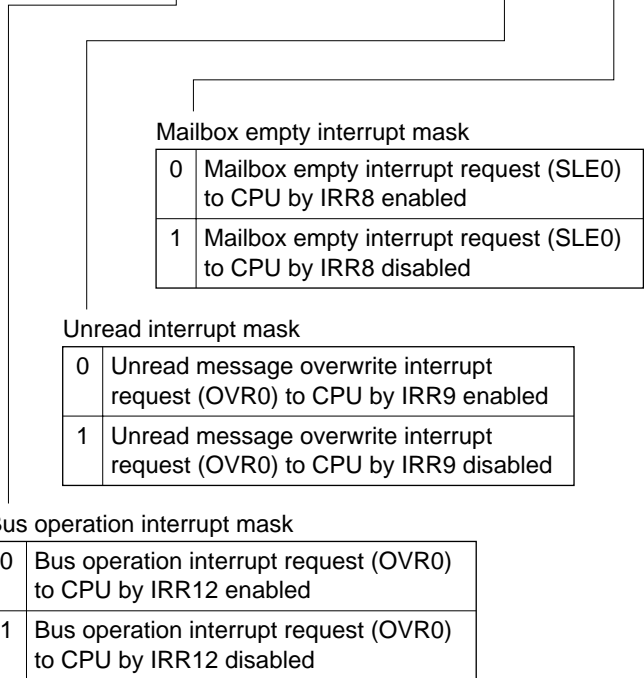 Mailbox empty interrupt mask
0 Mailbox empty interrupt request (SLE0)
to CPU by IRR8 enabled
1 Mailbox empty interrupt request (SLE0)
to CPU by IRR8 disabled
Unread interrupt mask
0 Unread message overwrite interrupt
request (OVR0) to CPU by IRR9 enabled
1 Unread message overwrite interrupt
request (OVR0) to CPU by IRR9 disabled
Bus operation interrupt mask
0 Bus operation interrupt request (OVR0)
to CPU by IRR12 enabled
1 Bus operation interrupt request (OVR0)
to CPU by IRR12 disabled